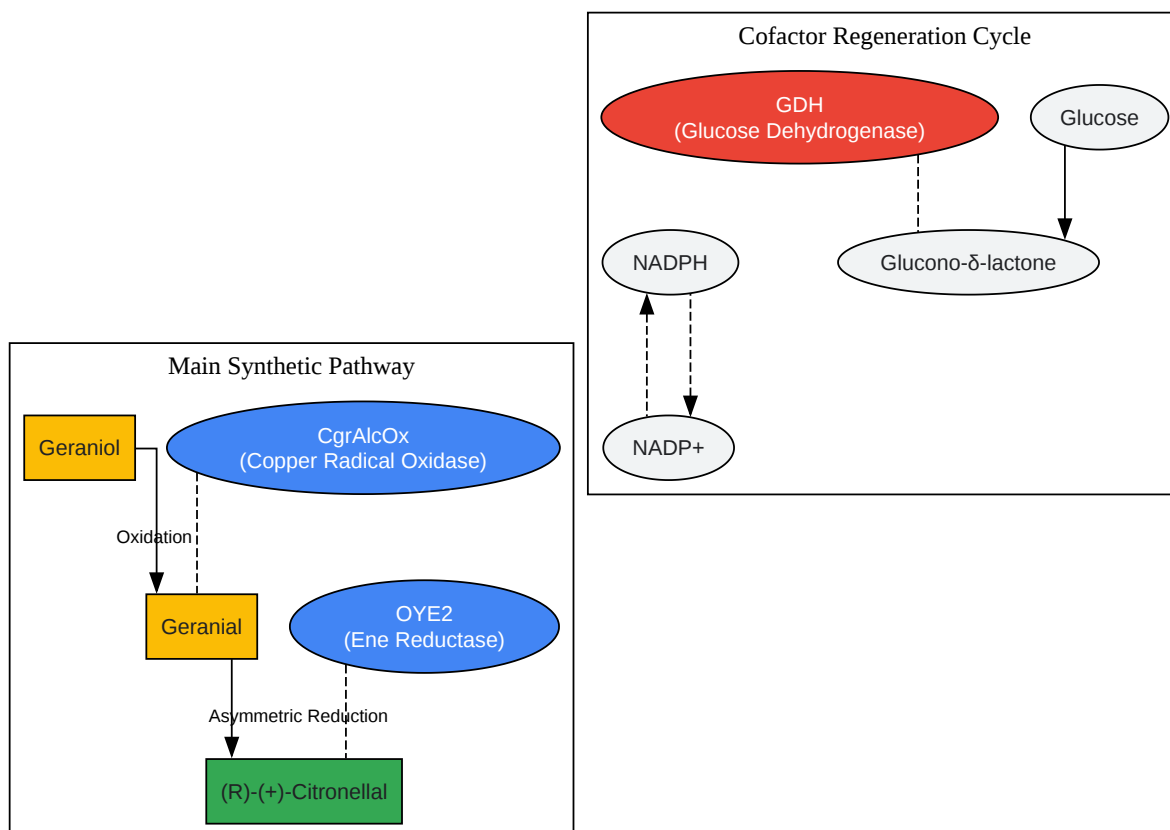 Cofactor Regeneration Cycle
GDH
(Glucose Dehydrogenase)
Glucose
NADPH
Glucono-δ-lactone
NADP+
Main Synthetic Pathway
Geraniol
CgrAlcOx
(Copper Radical Oxidase)
Oxidation
Geranial
OYE2
(Ene Reductase)
Asymmetric Reduction
(R)-(+)-Citronellal